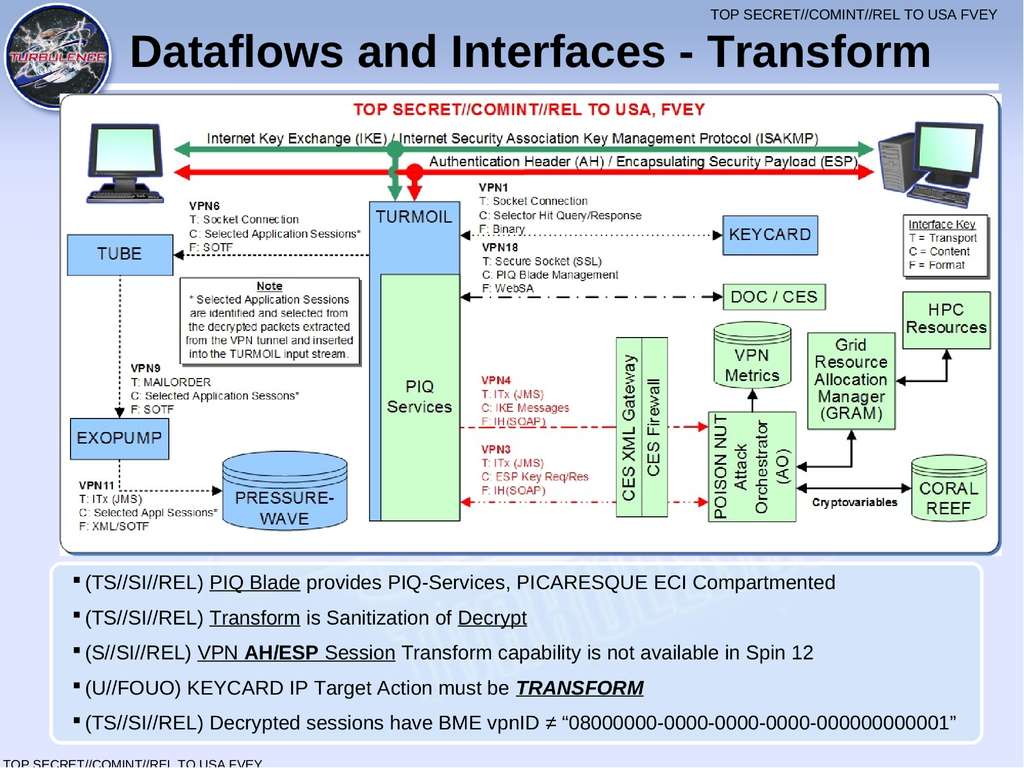 TOP SECRET//COMINT//REL TO USA FVEY
TURBULENCE
Dataflows and Interfaces - Transform
TOP SECRET//COMINT//REL TO USA, FVEY
Internet Key Exchange (IKE) / Internet Security Association Key Management Protocol (ISAKMP)
Authentication Header (AH) / Encapsulating Security Payload (ESP)
VPN6
T: Socket Connection
C: Selected Application Sessions*
F: SOTF
TURMOIL
VPN1
T: Socket Connection
C: Selector Hit Query/Response
F: Binary
KEYCARD
Interface Key
T = Transport
C = Content
F = Format
TUBE
VPN18
T: Secure Socket (SSL)
C: PIQ Blade Management
F: WebSA
DOC / CES
Note
* Selected Application Sessions
are identified and selected from
the decrypted packets extracted
from the VPN tunnel and inserted
into the TURMOIL input stream.
HPC
Resources
VPN
Metrics
Grid
Resource
Allocation
Manager
(GRAM)
VPN9
T: MAILORDER
C: Selected Application Sessons*
F: SOTF
PIQ
Services
VPN4
T: ITx (JMS)
C: IKE Messages
F: IH(SOAP)
CES XML Gateway
CES Firewall
EXOPUMP
VPN3
T: ITx (JMS)
C: ESP Key Req/Res
F: IH(SOAP)
POISON NUT
Attack
Orchestrator
(AO)
VPN11
T: ITx (JMS)
C: Selected Appl Sessions*
F: XML/SOTF
PRESSURE-
WAVE
Cryptovariables
CORAL
REEF
▪ (TS//SI//REL) PIQ Blade provides PIQ-Services, PICARESQUE ECI Compartmented
▪ (TS//SI//REL) Transform is Sanitization of Decrypt
▪ (S//SI//REL) VPN AH/ESP Session Transform capability is not available in Spin 12
▪ (U//FOUO) KEYCARD IP Target Action must be TRANSFORM
▪ (TS//SI//REL) Decrypted sessions have BME vpnID ≠ “08000000-0000-0000-0000-000000000001”
TOP SECRET//COMINT//REL TO USA FVEY